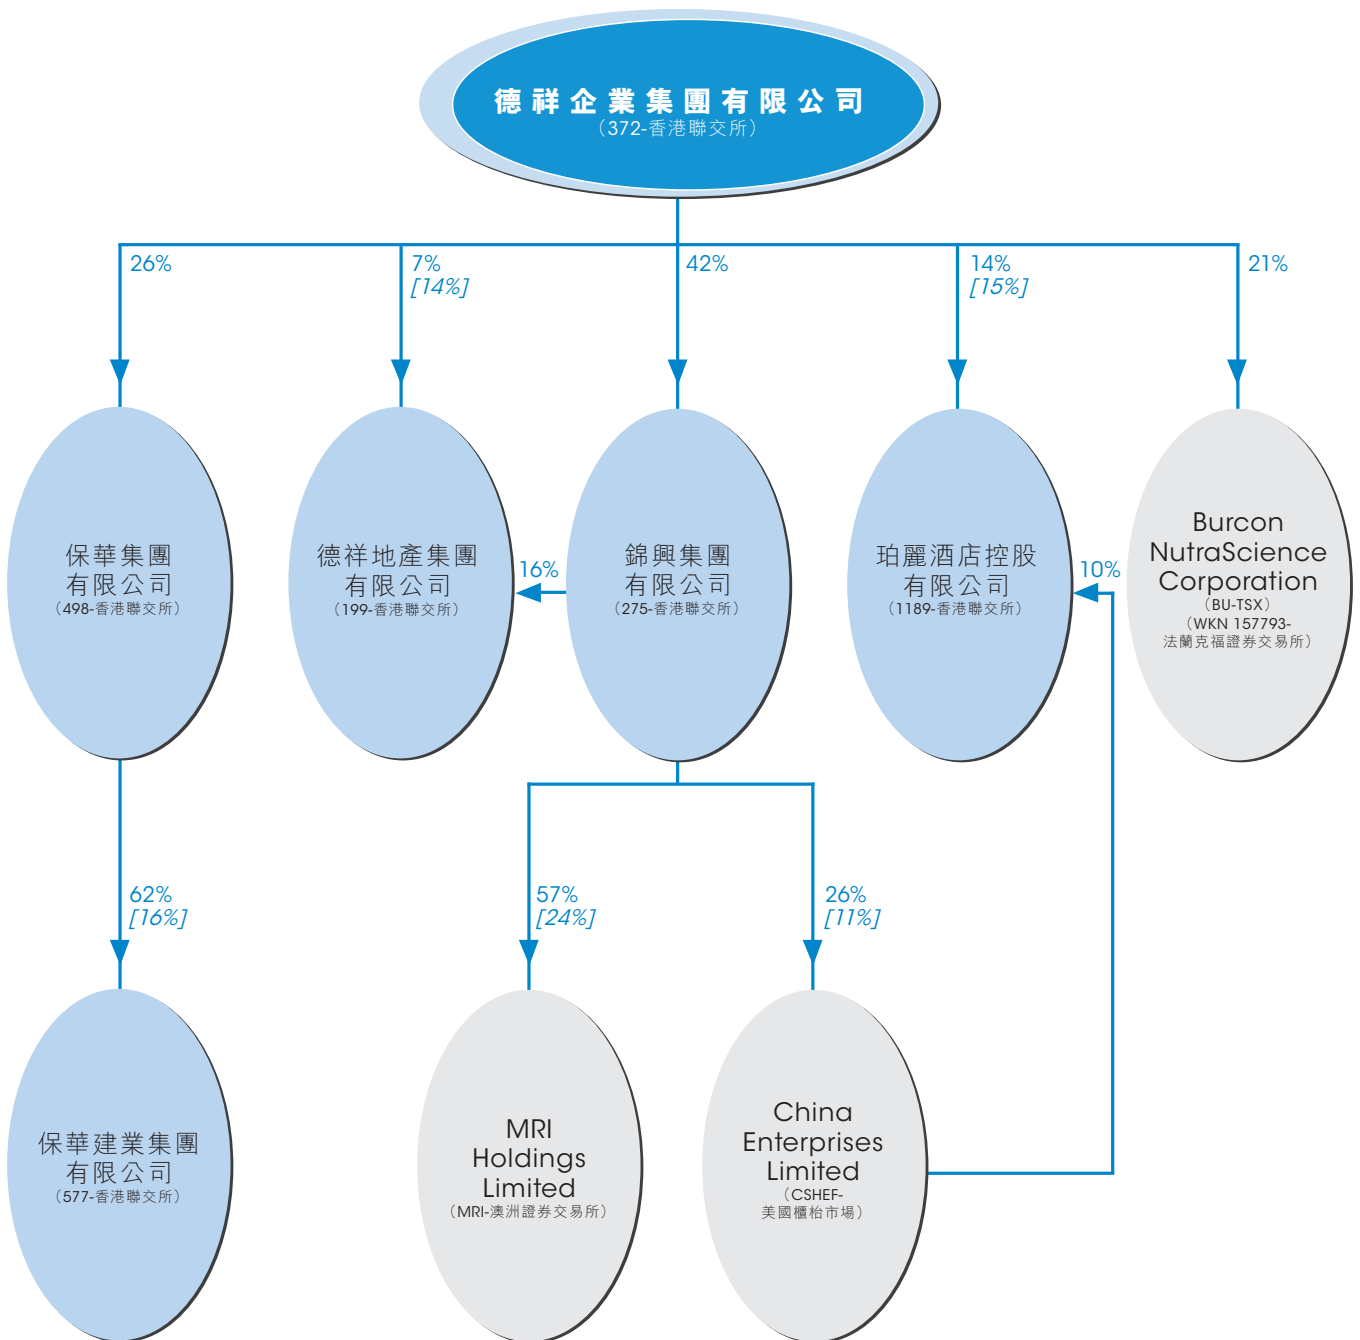 德祥企業集團有限公司
（372-香港聯交所）
26%
7%
[14%]
42%
14%
[15%]
21%
保華集團
有限公司
（498-香港聯交所）
德祥地產集團
有限公司
（199-香港聯交所）
16%
錦興集團
有限公司
（275-香港聯交所）
珀麗酒店控股
有限公司
（1189-香港聯交所）
10%
Burcon
NutraScience
Corporation
（BU-TSX）
（WKN 157793-
法蘭克福證券交易所）
62%
[16%]
57%
[24%]
26%
[11%]
保華建業集團
有限公司
（577-香港聯交所）
MRI
Holdings
Limited
（MRI-澳洲證券交易所）
China
Enterprises
Limited
（CSHEF-
美國櫃枱市場）